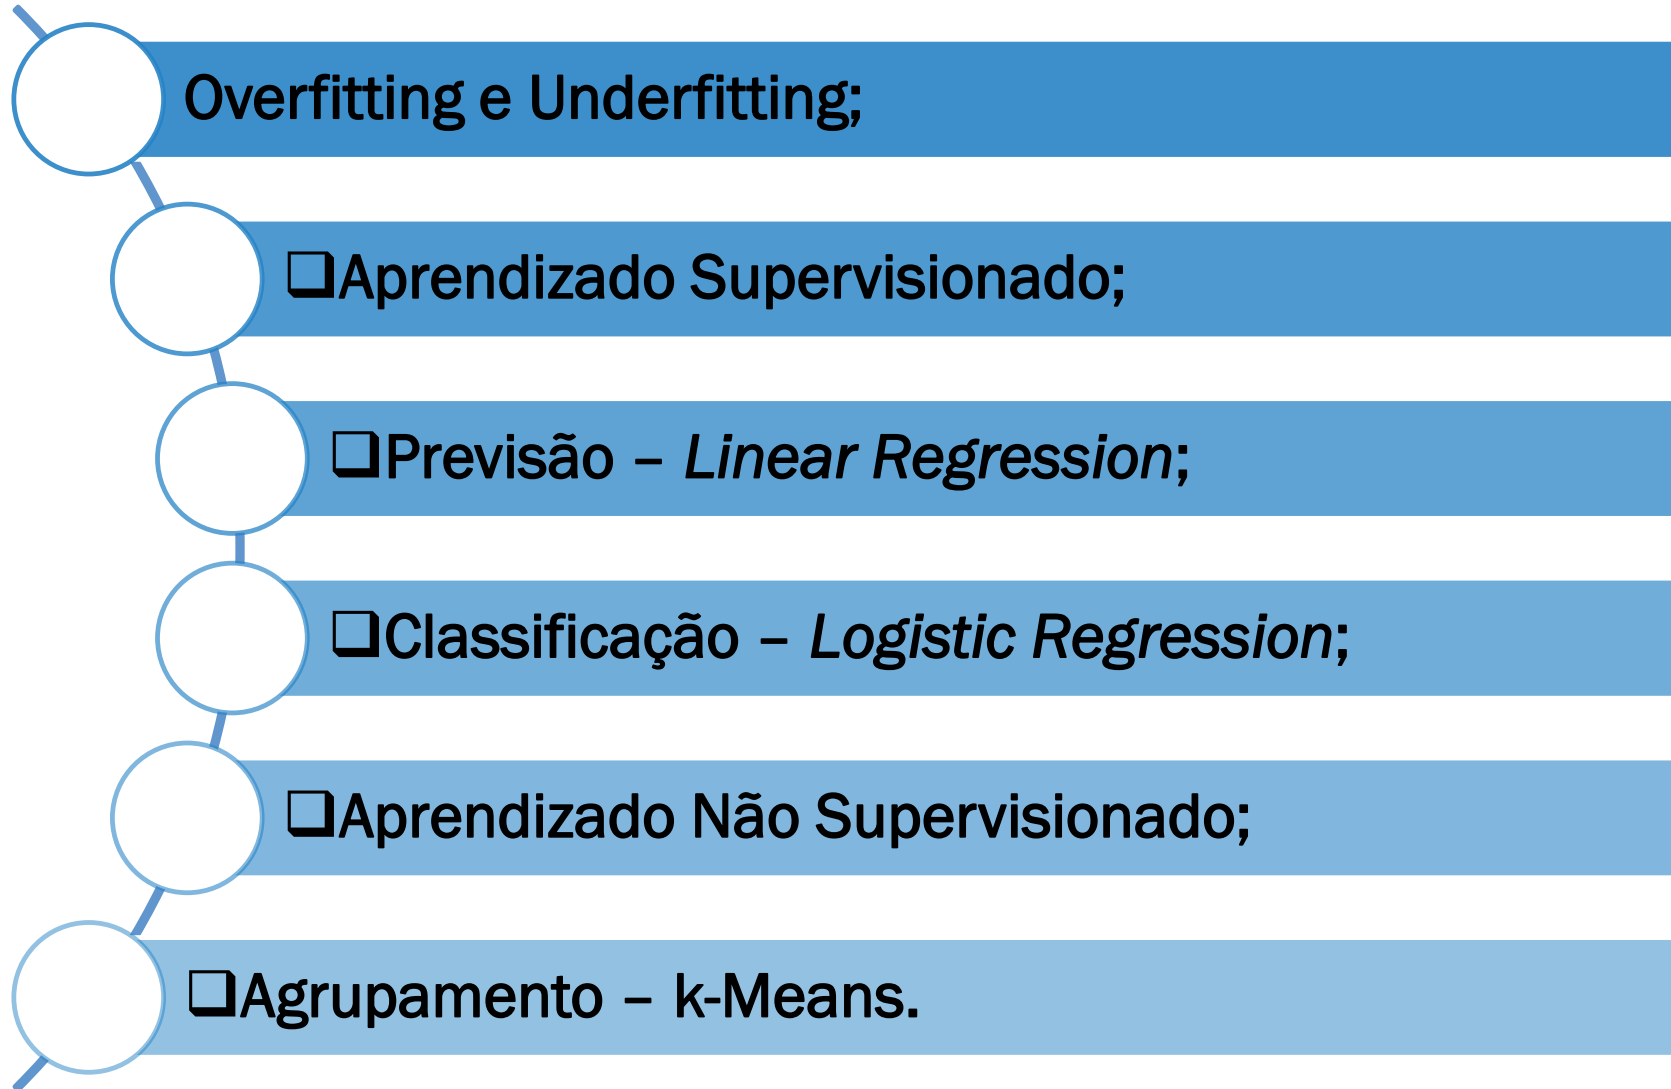 Overfitting e Underfitting;
❑Aprendizado Supervisionado;
❑Previsão – Linear Regression;
❑Classificação – Logistic Regression;
❑Aprendizado Não Supervisionado;
❑Agrupamento – k-Means.